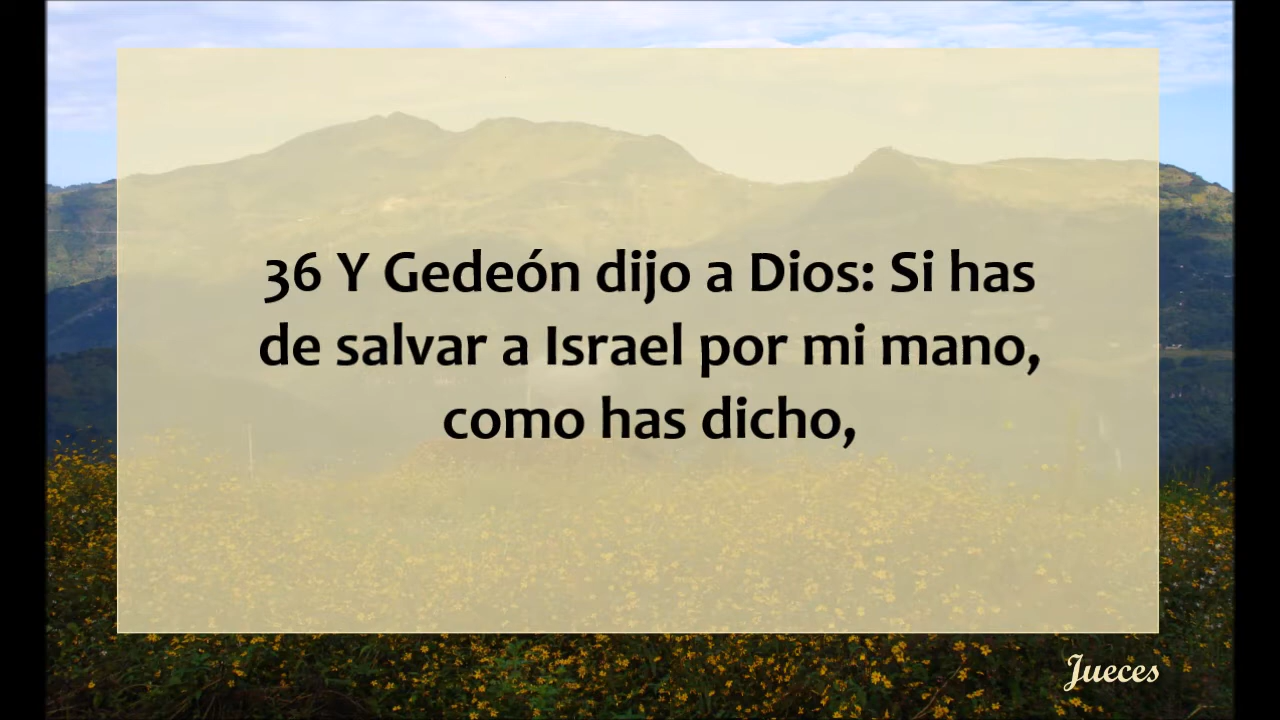 36 Y Gedeón dijo a Dios: Si has
de salvar a Israel por mi mano,
como has dicho,
Jueces